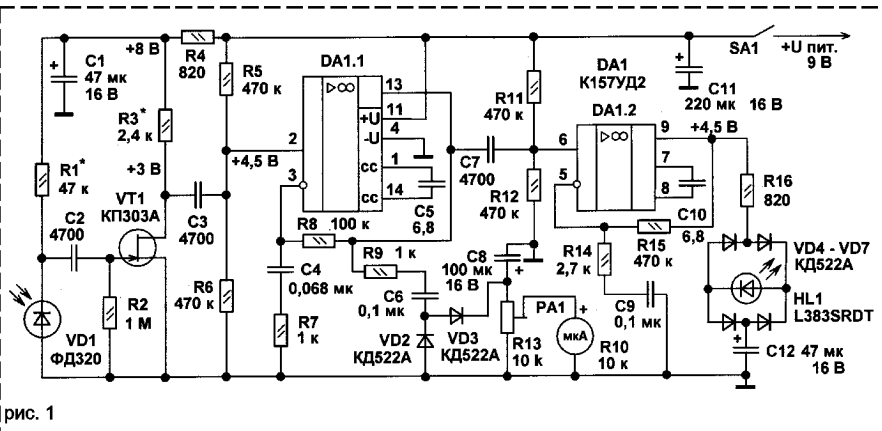 +8 В
R4
820
C1
47 мк
16 В
R3*
2,4 к
R5
470 к
DA1.1
▷∞
13
11
+U
4
-U
1
CC
14
CC
2
3
+4,5 В
C5
6,8
R1*
47 к
+3 В
VT1
КП303А
C2
4700
C3
4700
R2
1 М
VD1
ФД320
R6
470 к
R8
100 к
R9
1 к
C4
0,068 мк
C6
0,1 мк
R7
1 к
VD2
КД522А
VD3
КД522А
C7
4700
R11
470 к
R12
470 к
C8
100 мк
16 В
R13
10 k
PA1
+
мкА
R10
10 к
DA1
К157УД2
DA1.2
▷∞
6
5
9
7
8
+4,5 В
C10
6,8
R14
2,7 к
R15
470 к
C9
0,1 мк
SA1
+U пит.
9 В
C11
220 мк 16 В
R16
820
VD4 - VD7
КД522А
HL1
L383SRDT
C12 47 мк
16 В
рис. 1